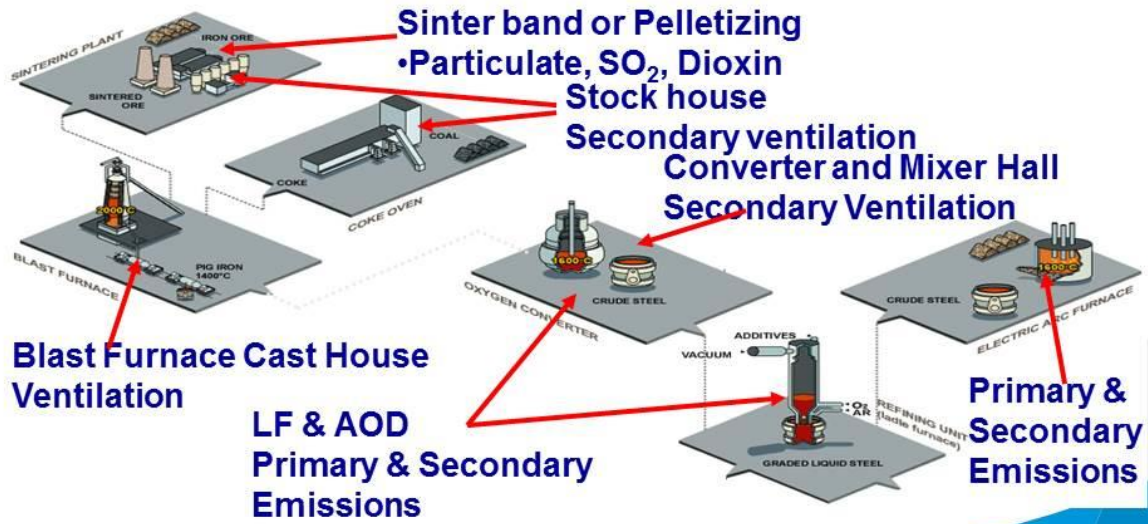 Sinter band or Pelletizing
•Particulate, SO₂, Dioxin
Stock house
Secondary ventilation
Converter and Mixer Hall
Secondary Ventilation
SINTERING PLANT
IRON ORE
SINTERED
ORE
COAL
COKE
COKE OVEN
2000°C
PIG IRON
1400°C
BLAST FURNACE
1600°C
CRUDE STEEL
OXYGEN CONVERTER
1600°C
CRUDE STEEL
ELECTRIC ARC FURNACE
Blast Furnace Cast House
Ventilation
LF & AOD
Primary & Secondary
Emissions
ADDITIVES
VACUUM
O₂
AR
REFINING UNIT
(ladle furnace)
GRADED LIQUID STEEL
Primary &
Secondary
Emissions